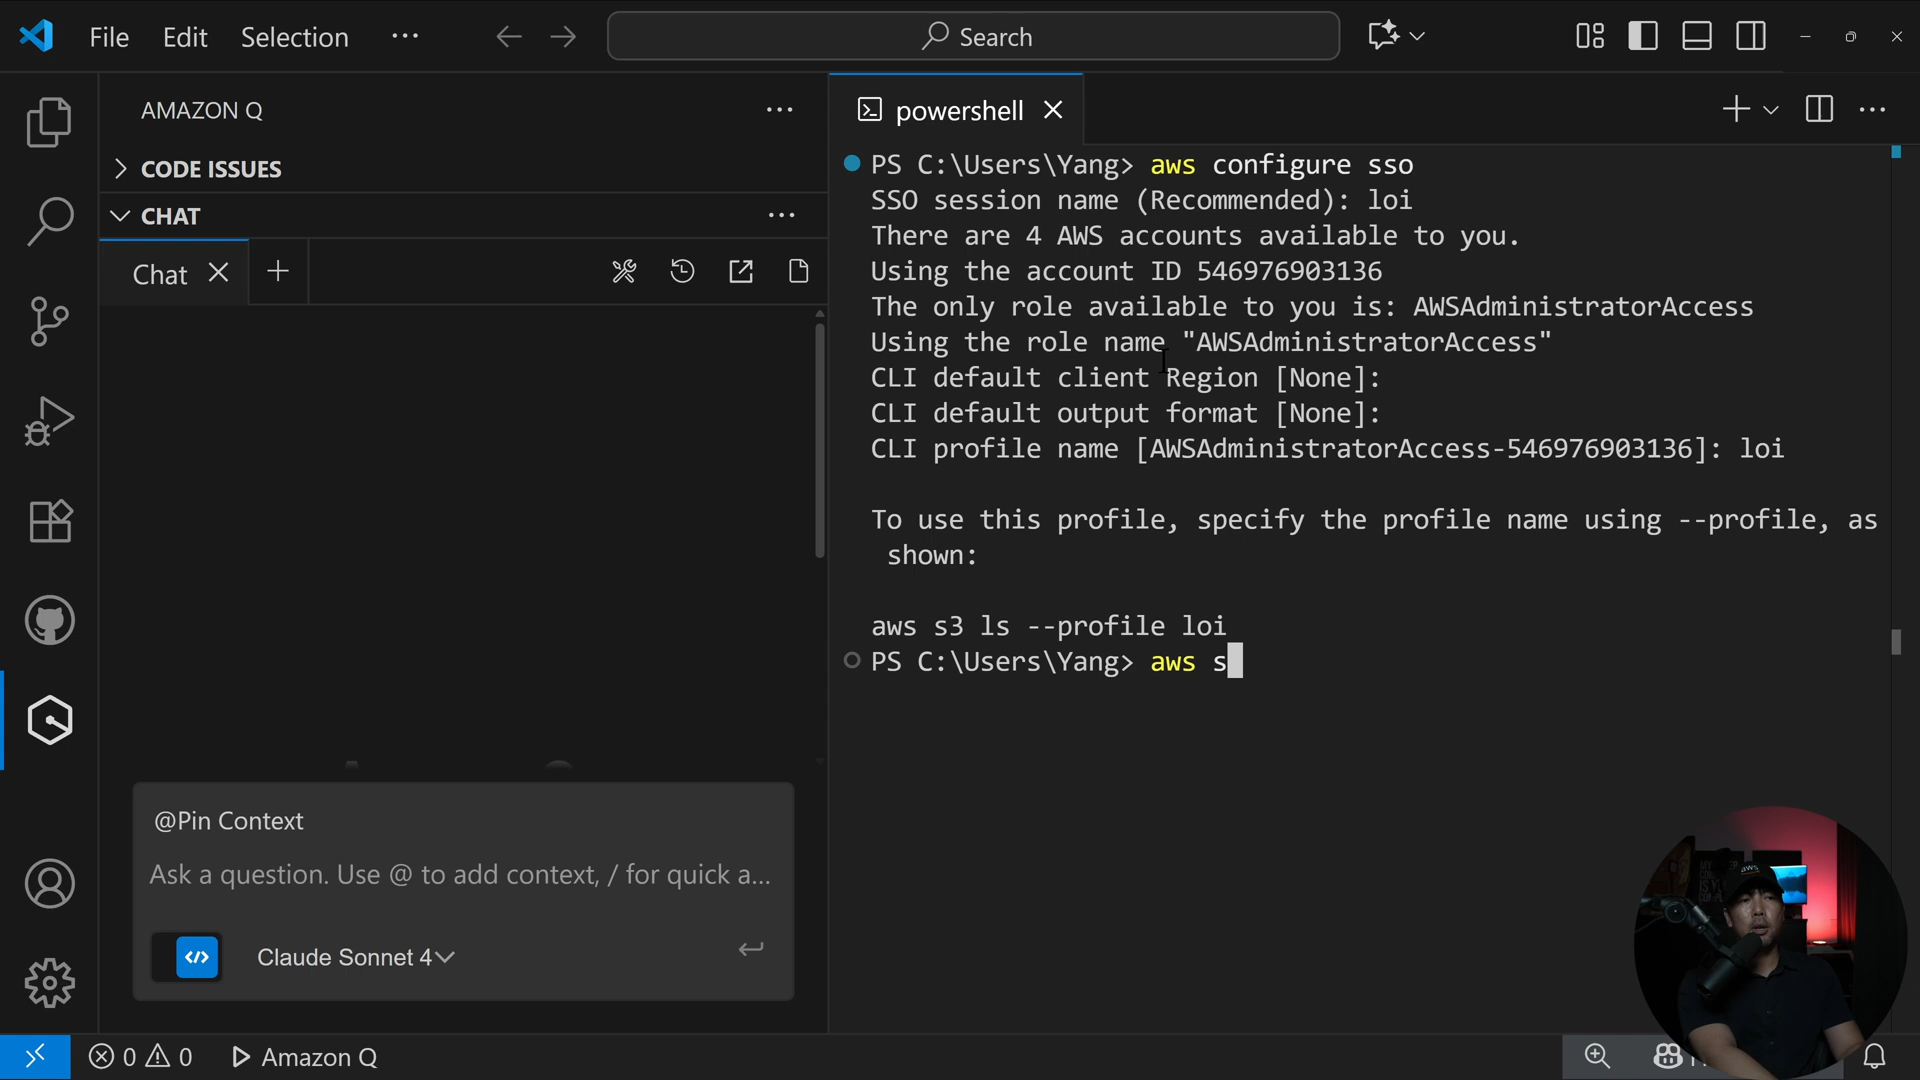 File Edit Selection ··· Search
AMAZON Q
CODE ISSUES
CHAT
Chat
@Pin Context
Ask a question. Use @ to add context, / for quick a...
Claude Sonnet 4
powershell
PS C:\Users\Yang> aws configure sso
SSO session name (Recommended): loi
There are 4 AWS accounts available to you.
Using the account ID 546976903136
The only role available to you is: AWSAdministratorAccess
Using the role name "AWSAdministratorAccess"
CLI default client Region [None]:
CLI default output format [None]:
CLI profile name [AWSAdministratorAccess-546976903136]: loi
To use this profile, specify the profile name using --profile, as
shown:
aws s3 ls --profile loi
PS C:\Users\Yang> aws s
aws
0 0 Amazon Q